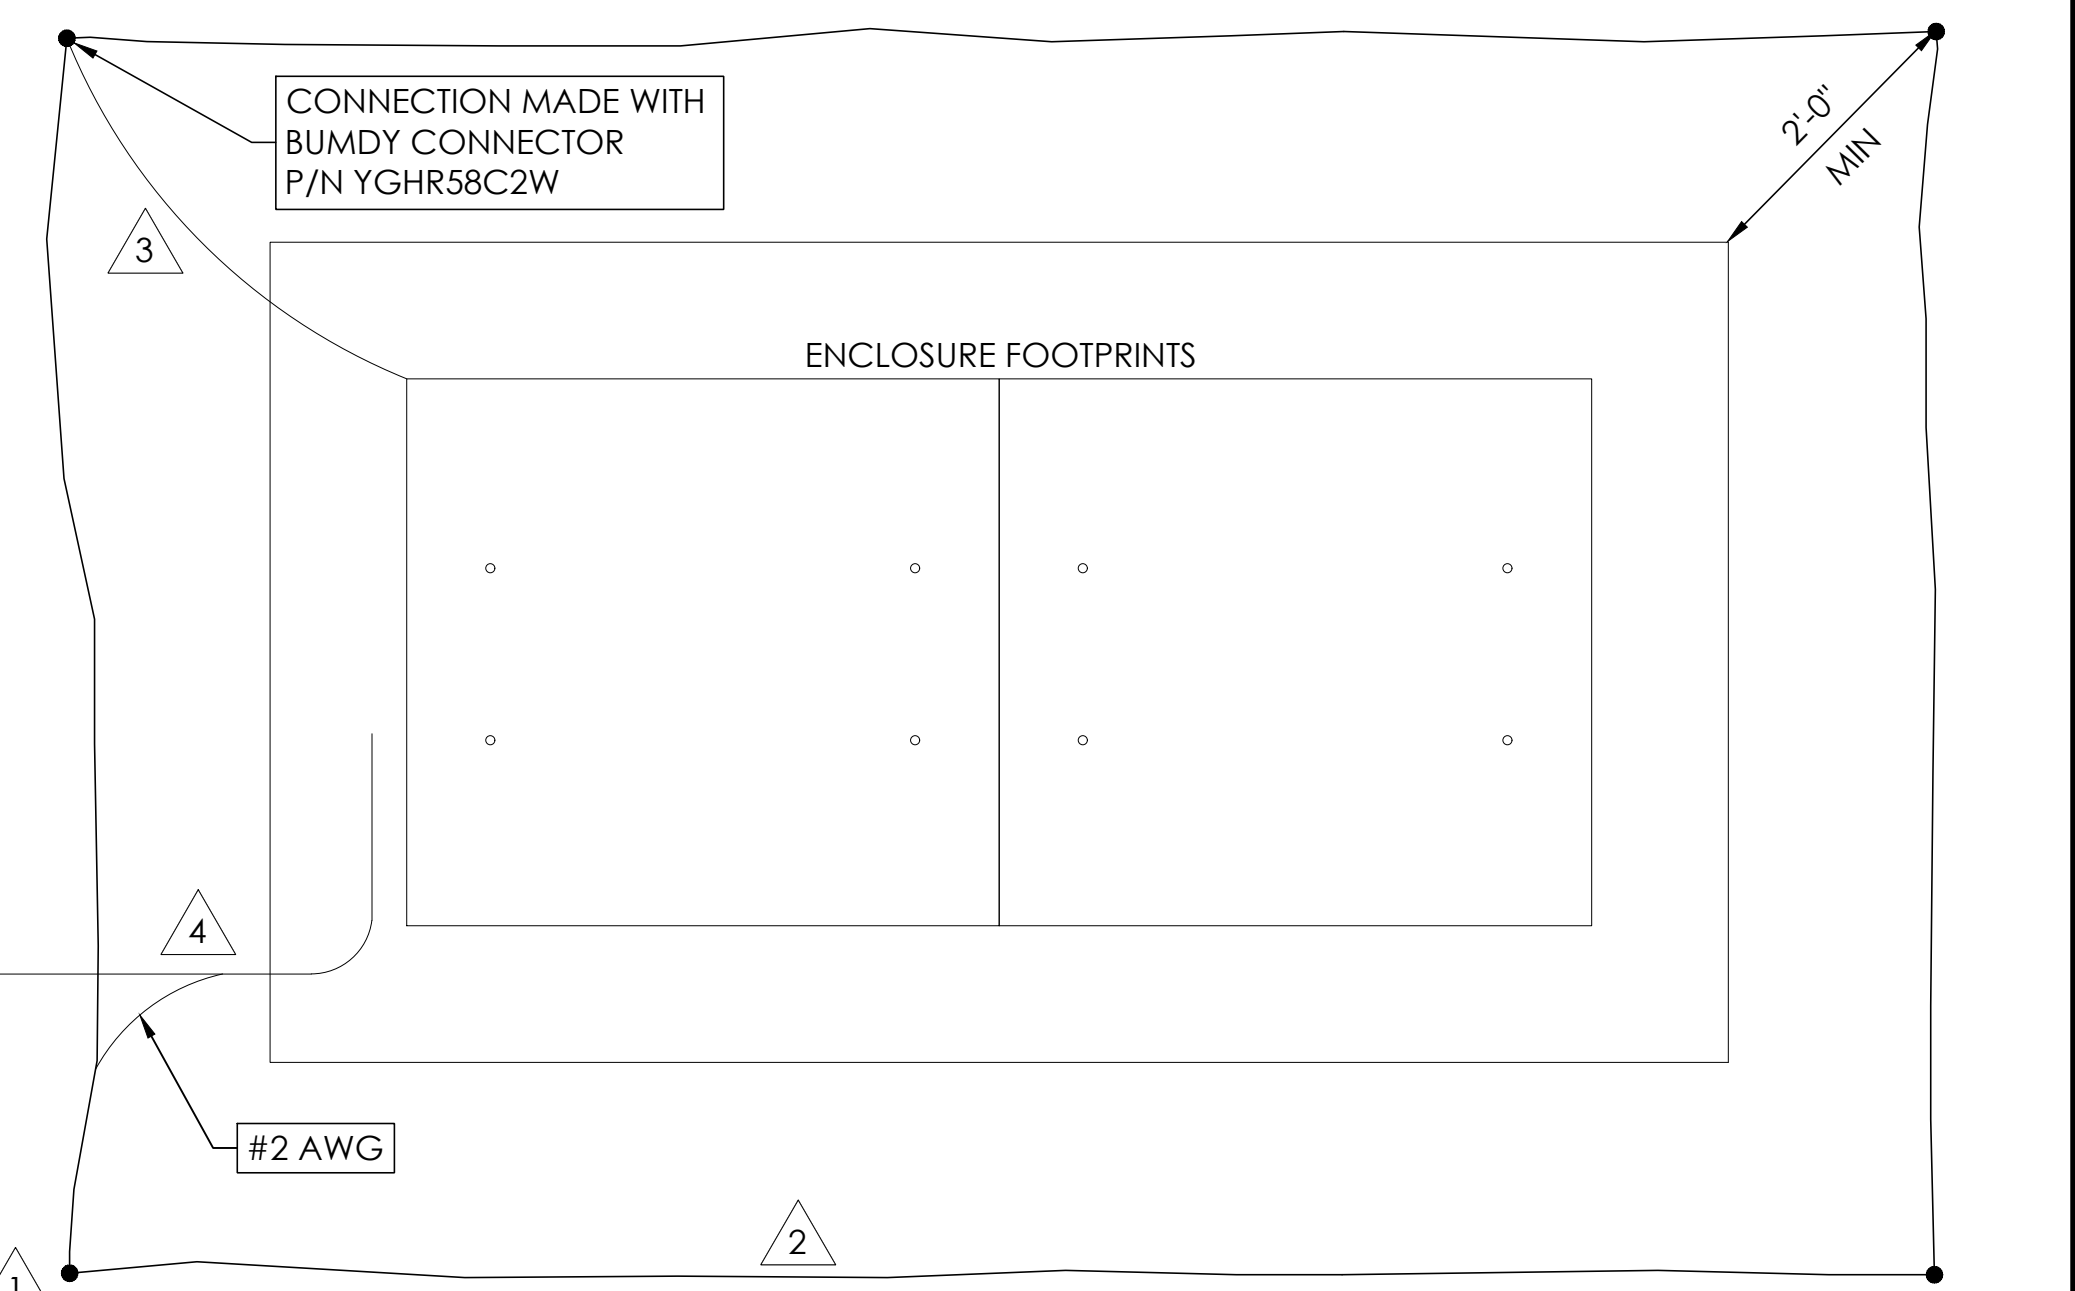 CONNECTION MADE WITH
BUMDY CONNECTOR
P/N YGHR58C2W
2'-0"
MIN
3
ENCLOSURE FOOTPRINTS
4
#2 AWG
2
1